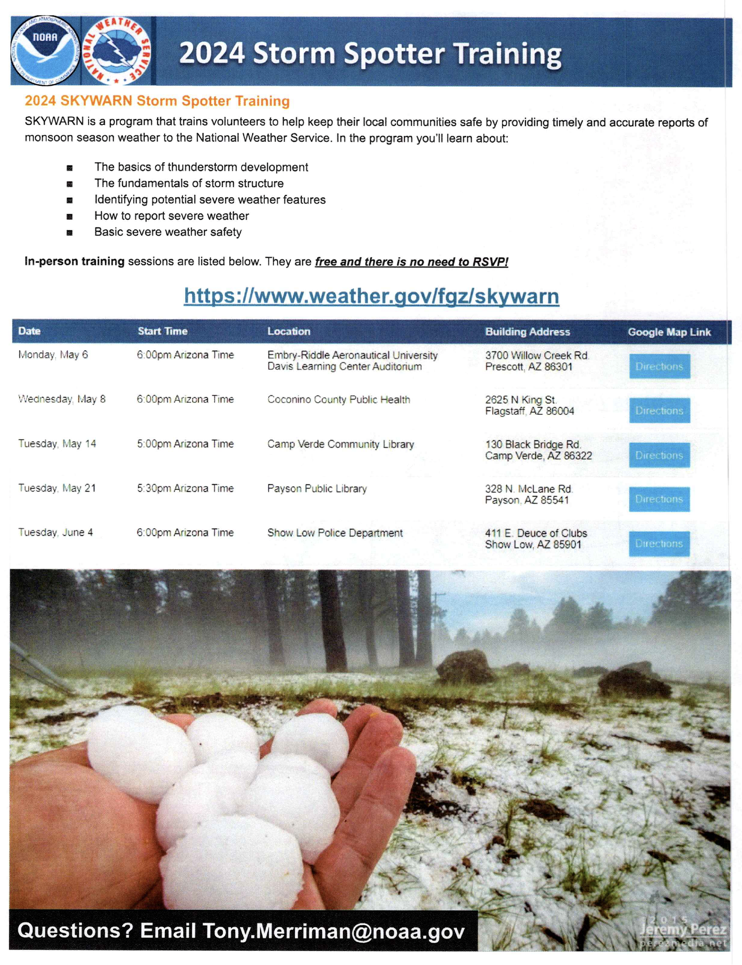 NOAA
NATIONAL WEATHER SERVICE
2024 Storm Spotter Training
2024 SKYWARN Storm Spotter Training
SKYWARN is a program that trains volunteers to help keep their local communities safe by providing timely and accurate reports of
monsoon season weather to the National Weather Service. In the program you'll learn about:
■ The basics of thunderstorm development
■ The fundamentals of storm structure
■ Identifying potential severe weather features
■ How to report severe weather
■ Basic severe weather safety
In-person training sessions are listed below. They are free and there is no need to RSVP!
https://www.weather.gov/fgz/skywarn
Date Start Time Location Building Address Google Map Link
Monday, May 6 6:00pm Arizona Time Embry-Riddle Aeronautical University 3700 Willow Creek Rd.
Davis Learning Center Auditorium Prescott, AZ 86301 Directions
Wednesday, May 8 6:00pm Arizona Time Coconino County Public Health 2625 N King St.
Flagstaff, AZ 86004 Directions
Tuesday, May 14 5:00pm Arizona Time Camp Verde Community Library 130 Black Bridge Rd.
Camp Verde, AZ 86322 Directions
Tuesday, May 21 5:30pm Arizona Time Payson Public Library 328 N. McLane Rd.
Payson, AZ 85541 Directions
Tuesday, June 4 6:00pm Arizona Time Show Low Police Department 411 E. Deuce of Clubs
Show Low, AZ 85901 Directions
Questions? Email Tony.Merriman@noaa.gov
2015
Jeremy Perez
perezmedia.net